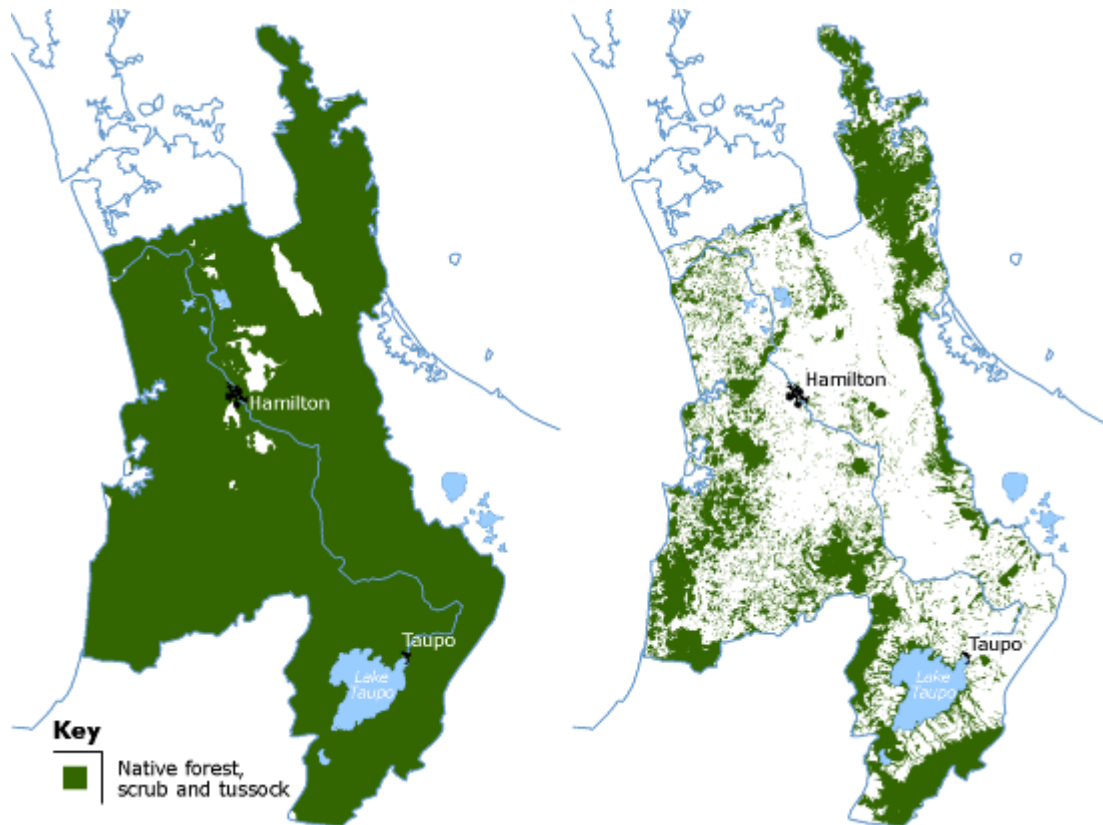 Hamilton
Taupo
Lake
Taupo
Key
Native forest,
scrub and tussock
Hamilton
Taupo
Lake
Taupo